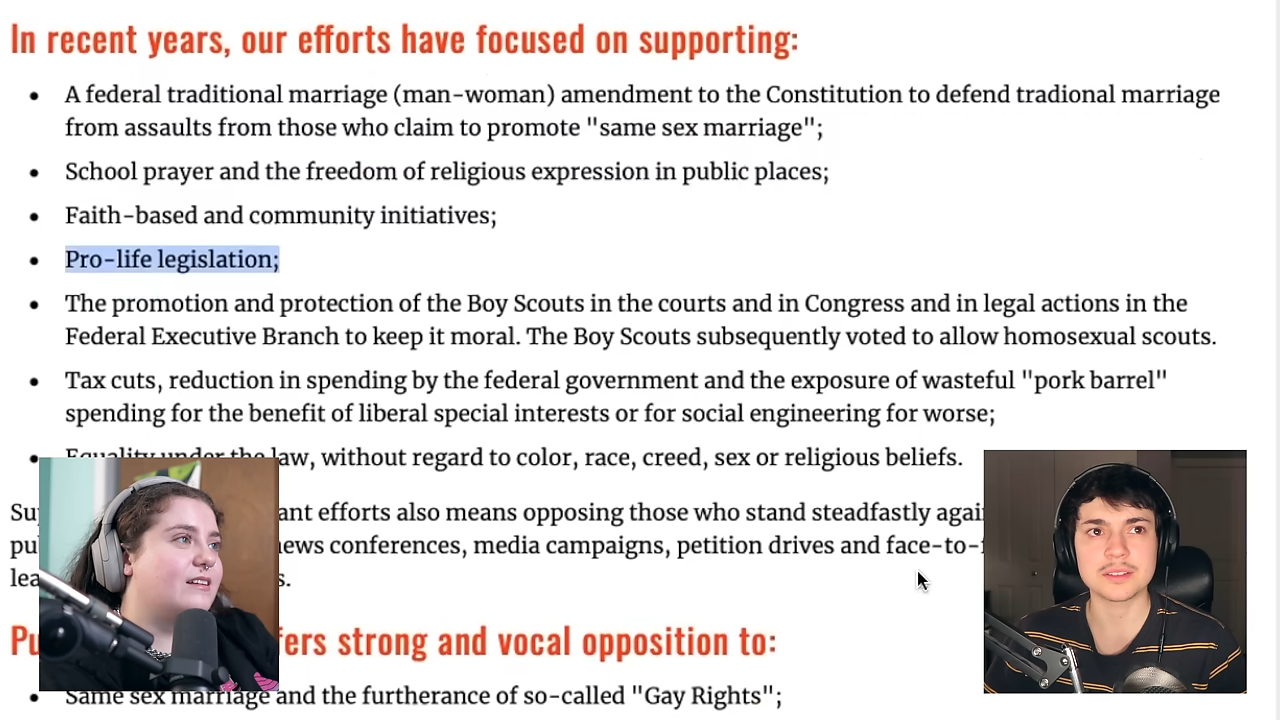 In recent years, our efforts have focused on supporting:
A federal traditional marriage (man-woman) amendment to the Constitution to defend tradional marriage
from assaults from those who claim to promote "same sex marriage";
School prayer and the freedom of religious expression in public places;
Faith-based and community initiatives;
Pro-life legislation;
The promotion and protection of the Boy Scouts in the courts and in Congress and in legal actions in the
Federal Executive Branch to keep it moral. The Boy Scouts subsequently voted to allow homosexual scouts.
Tax cuts, reduction in spending by the federal government and the exposure of wasteful "pork barrel"
spending for the benefit of liberal special interests or for social engineering for worse;
Equality under the law, without regard to color, race, creed, sex or religious beliefs.
efforts also means opposing those who stand steadfastly
conferences, media campaigns, petition drives and
strong and vocal opposition to:
Same sex marriage and the furtherance of so-called "Gay Rights";